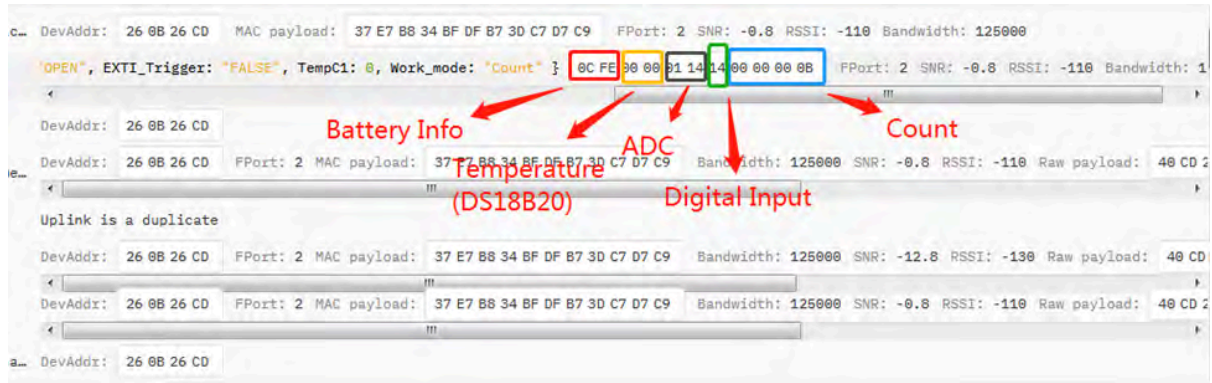 c… DevAddr: 26 0B 26 CD MAC payload: 37 E7 B8 34 BF DF B7 3D C7 D7 C9 FPort: 2 SNR: -0.8 RSSI: -110 Bandwidth: 125000
"OPEN", EXTI_Trigger: "FALSE", TempC1: 0, Work_mode: "Count" } 0C FE 00 00 01 14 14 00 00 00 0B FPort: 2 SNR: -0.8 RSSI: -110 Bandwidth: 1
DevAddr: 26 0B 26 CD
Battery Info
ADC
Count
DevAddr: 26 0B 26 CD FPort: 2 MAC payload: 37 E7 B8 34 BF DF B7 3D C7 D7 C9 Bandwidth: 125000 SNR: -0.8 RSSI: -110 Raw payload: 40 CD 2
Temperature
(DS18B20)
Digital Input
Uplink is a duplicate
DevAddr: 26 0B 26 CD FPort: 2 MAC payload: 37 E7 B8 34 BF DF B7 3D C7 D7 C9 Bandwidth: 125000 SNR: -12.8 RSSI: -130 Raw payload: 40 CD
DevAddr: 26 0B 26 CD FPort: 2 MAC payload: 37 E7 B8 34 BF DF B7 3D C7 D7 C9 Bandwidth: 125000 SNR: -0.8 RSSI: -110 Raw payload: 40 CD 2
a… DevAddr: 26 0B 26 CD